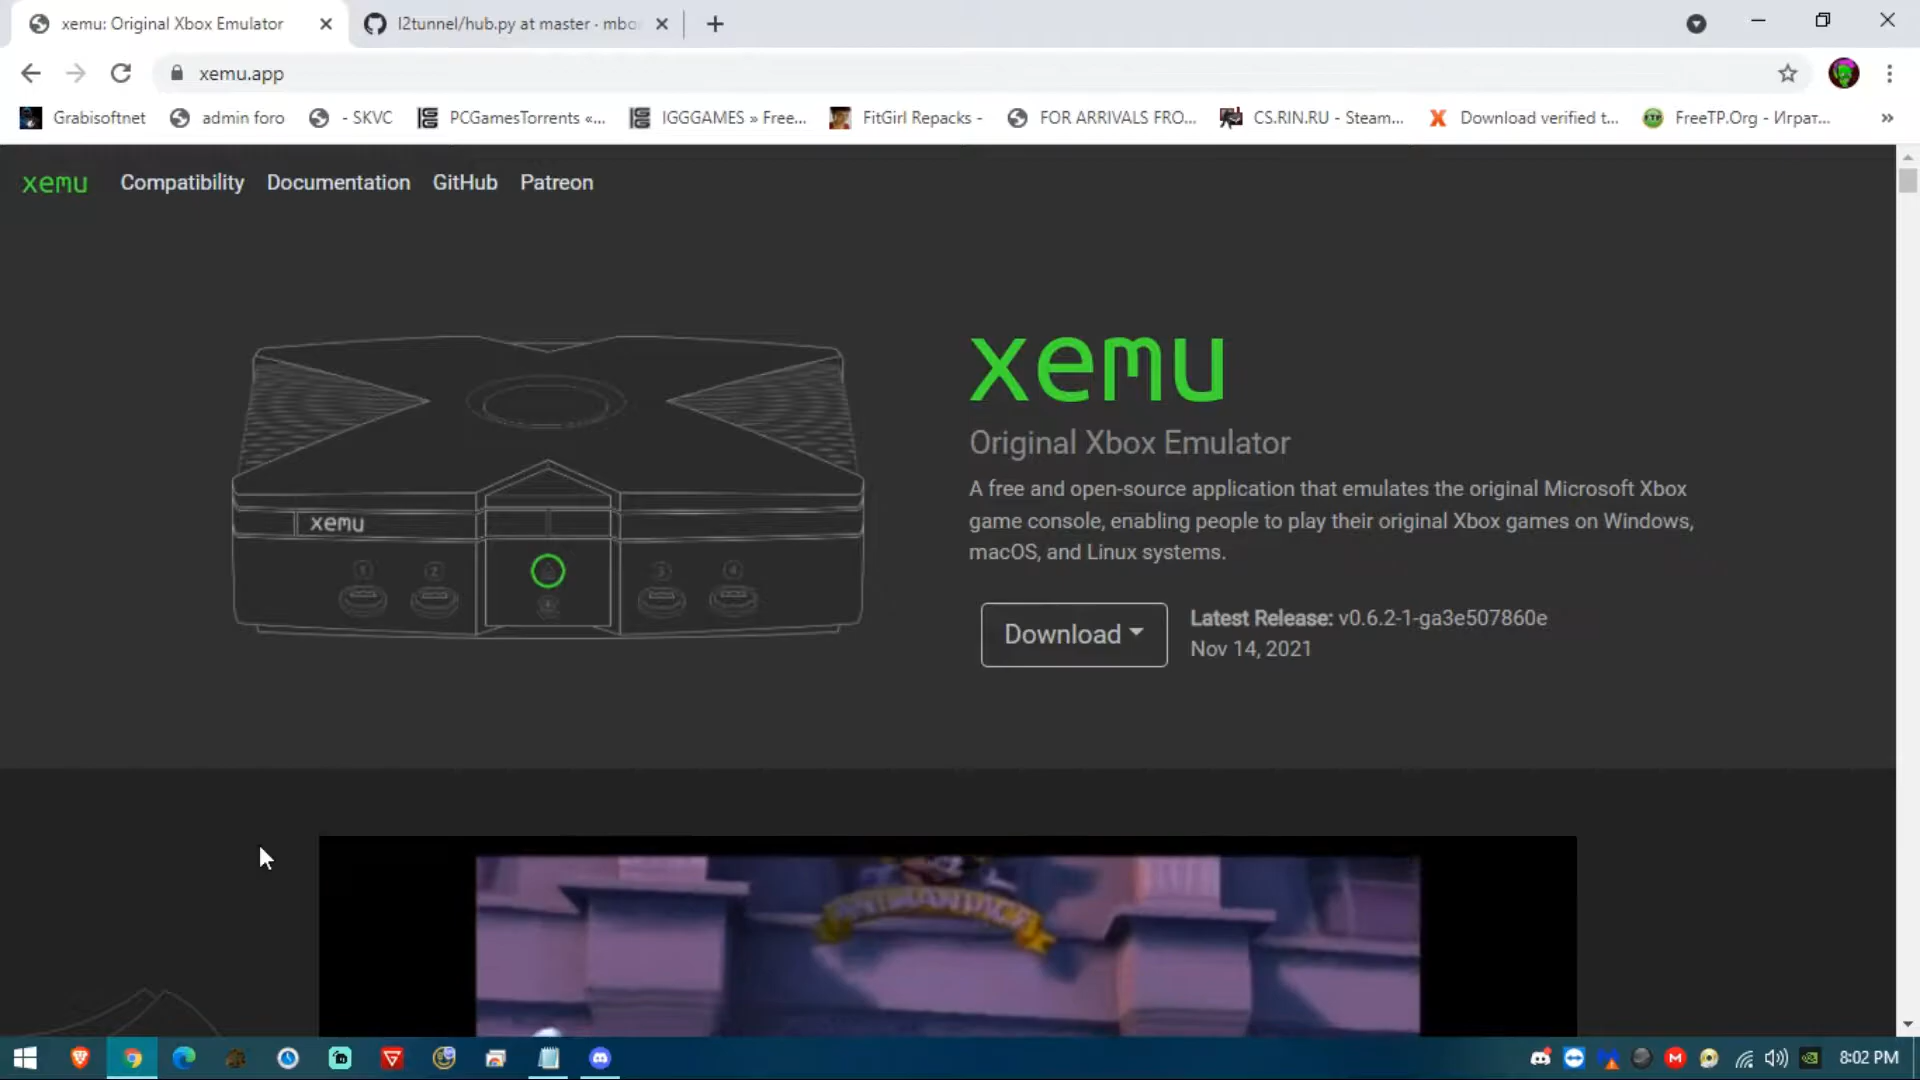 xemu: Original Xbox Emulator
l2tunnel/hub.py at master · mbo
xemu.app
Grabisoftnet
admin foro
- SKVC
PCGamesTorrents «...
IGGGAMES » Free...
FitGirl Repacks -
FOR ARRIVALS FRO...
CS.RIN.RU - Steam...
Download verified t...
FreeTP.Org - Играт...
»
xemu
Compatibility
Documentation
GitHub
Patreon
xemu
Original Xbox Emulator
A free and open-source application that emulates the original Microsoft Xbox
game console, enabling people to play their original Xbox games on Windows,
macOS, and Linux systems.
xemu
1
2
3
4
Download
Latest Release: v0.6.2-1-ga3e507860e
Nov 14, 2021
8:02 PM